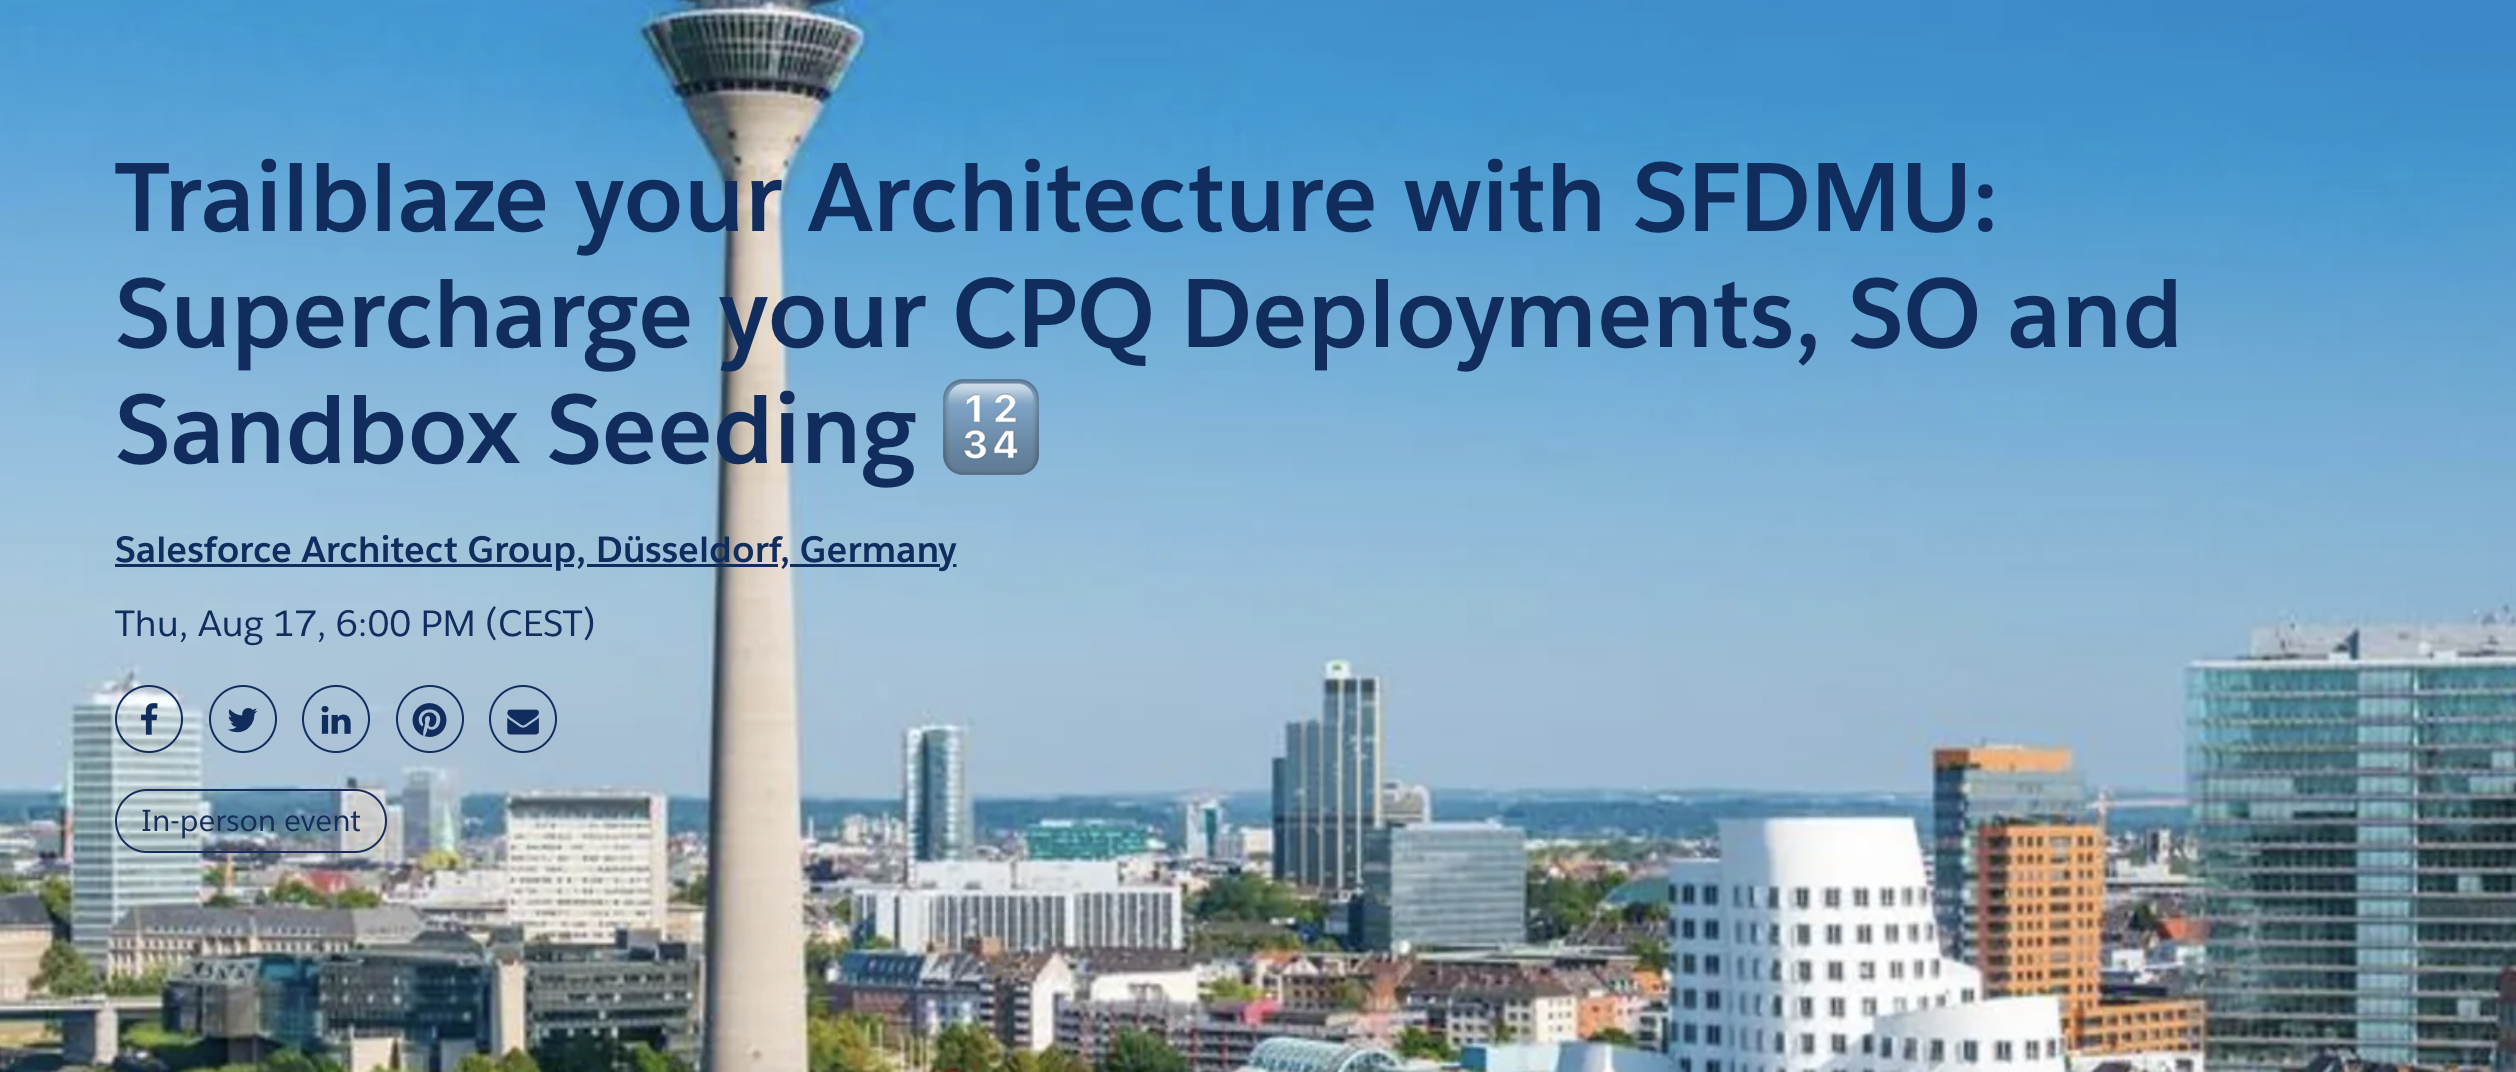 Trailblaze your Architecture with SFDMU:
Supercharge your CPQ Deployments, SO and
Sandbox Seeding 🔢
Salesforce Architect Group, Düsseldorf, Germany
Thu, Aug 17, 6:00 PM (CEST)
In-person event